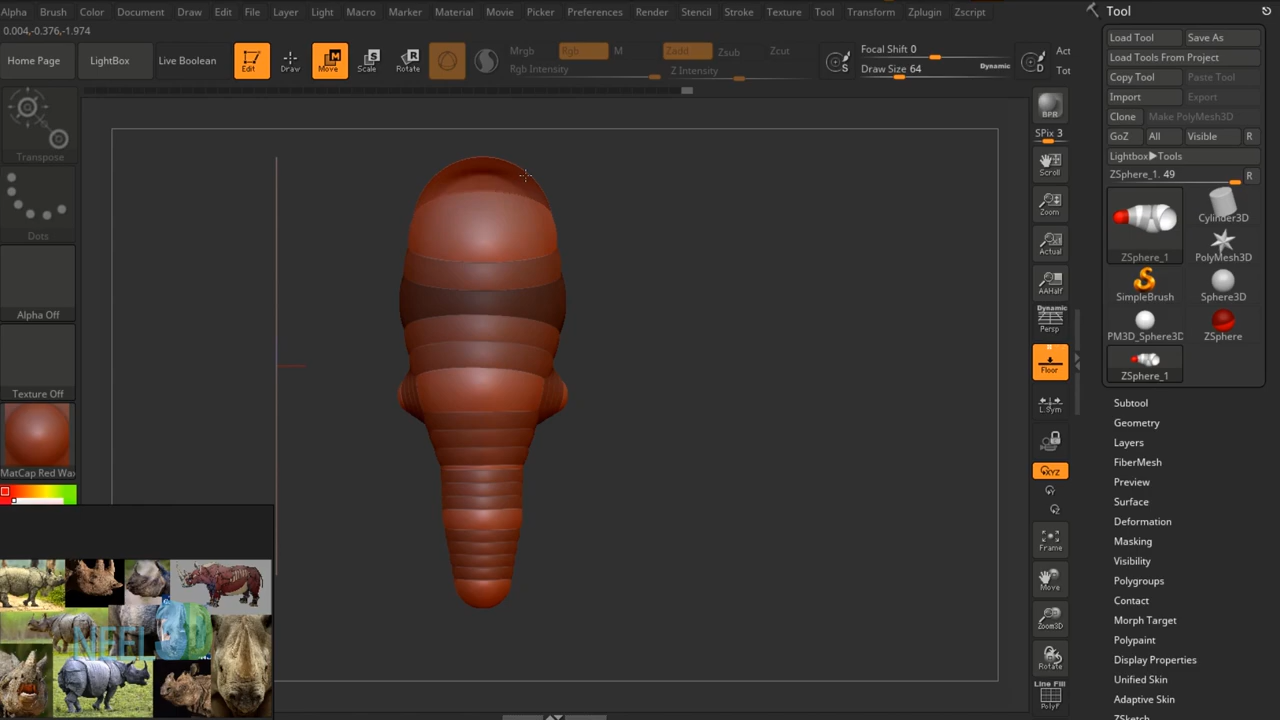 Alpha Brush Color Document Draw Edit File Layer Light Macro Marker Material Movie Picker Preferences Render Stencil Stroke Texture Tool Transform Zplugin Zscript
Tool
0.004,-0.376,-1.974
Home Page LightBox Live Boolean Edit Draw Move Scale Rotate
Mrgb Rgb M Zadd Zsub Zcut
Rgb Intensity Z Intensity
Focal Shift 0
Draw Size 64 Dynamic
S D
Act
Tot
Load Tool Save As
Load Tools From Project
Copy Tool Paste Tool
Import Export
Clone Make PolyMesh3D
GoZ All Visible R
Lightbox▶Tools
ZSphere_1. 49 R
ZSphere_1 Cylinder3D
PolyMesh3D
SimpleBrush Sphere3D
PM3D_Sphere3D ZSphere
ZSphere_1
Subtool
Geometry
Layers
FiberMesh
Preview
Surface
Deformation
Masking
Visibility
Polygroups
Contact
Morph Target
Polypaint
Display Properties
Unified Skin
Adaptive Skin
ZSketch
Transpose
Dots
Alpha Off
Texture Off
MatCap Red Wax
BPR
SPix 3
Scroll
Zoom
Actual
AAHalf
Dynamic
Persp
Floor
L.Sym
XYZ
Frame
Move
Zoom3D
Rotate
Line Fill
PolyF